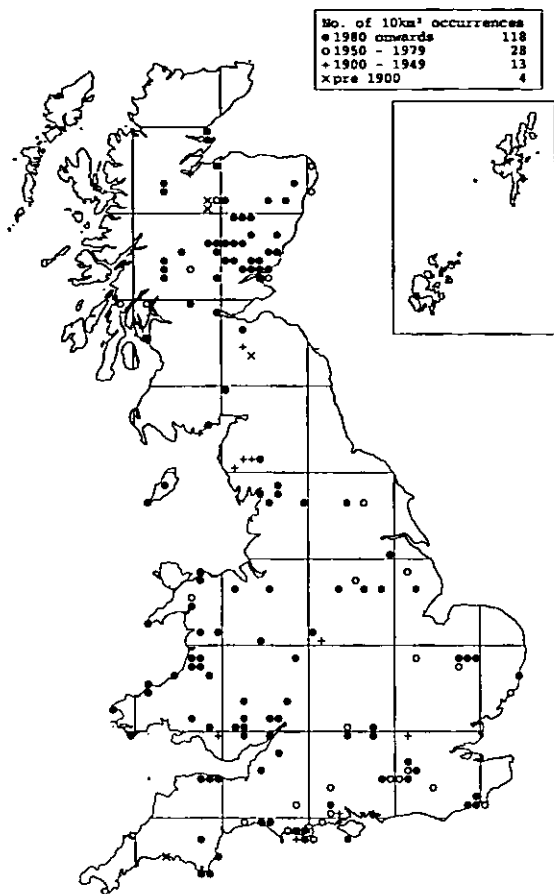 No. of 10km² occurrences
● 1980 onwards 118
○ 1950 - 1979 28
+ 1900 - 1949 13
× pre 1900 4